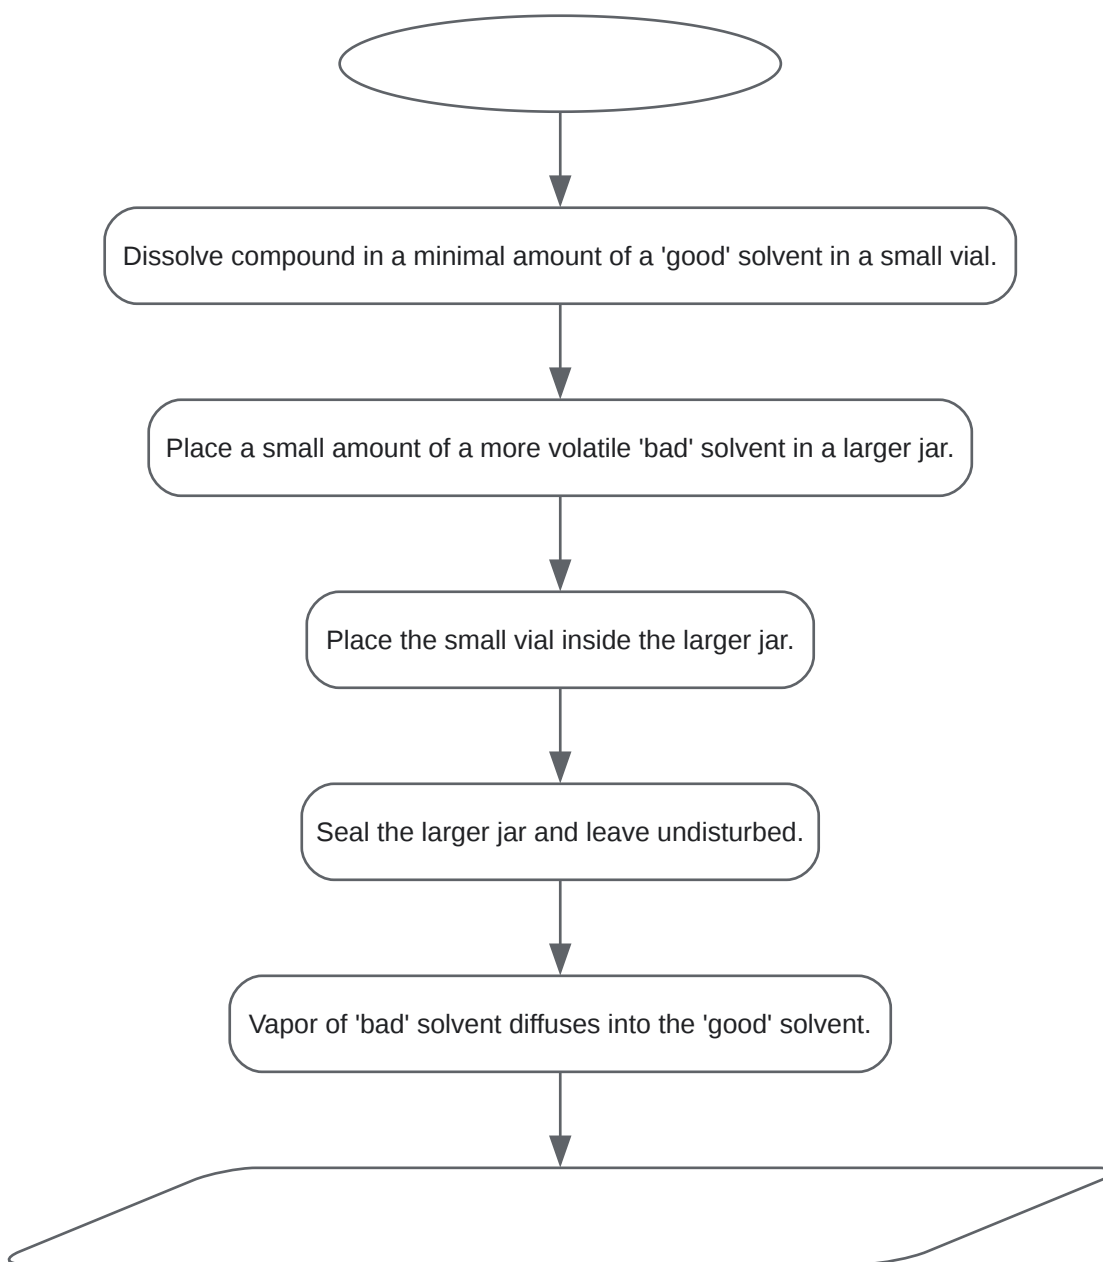 Dissolve compound in a minimal amount of a 'good' solvent in a small vial.
Place a small amount of a more volatile 'bad' solvent in a larger jar.
Place the small vial inside the larger jar.
Seal the larger jar and leave undisturbed.
Vapor of 'bad' solvent diffuses into the 'good' solvent.